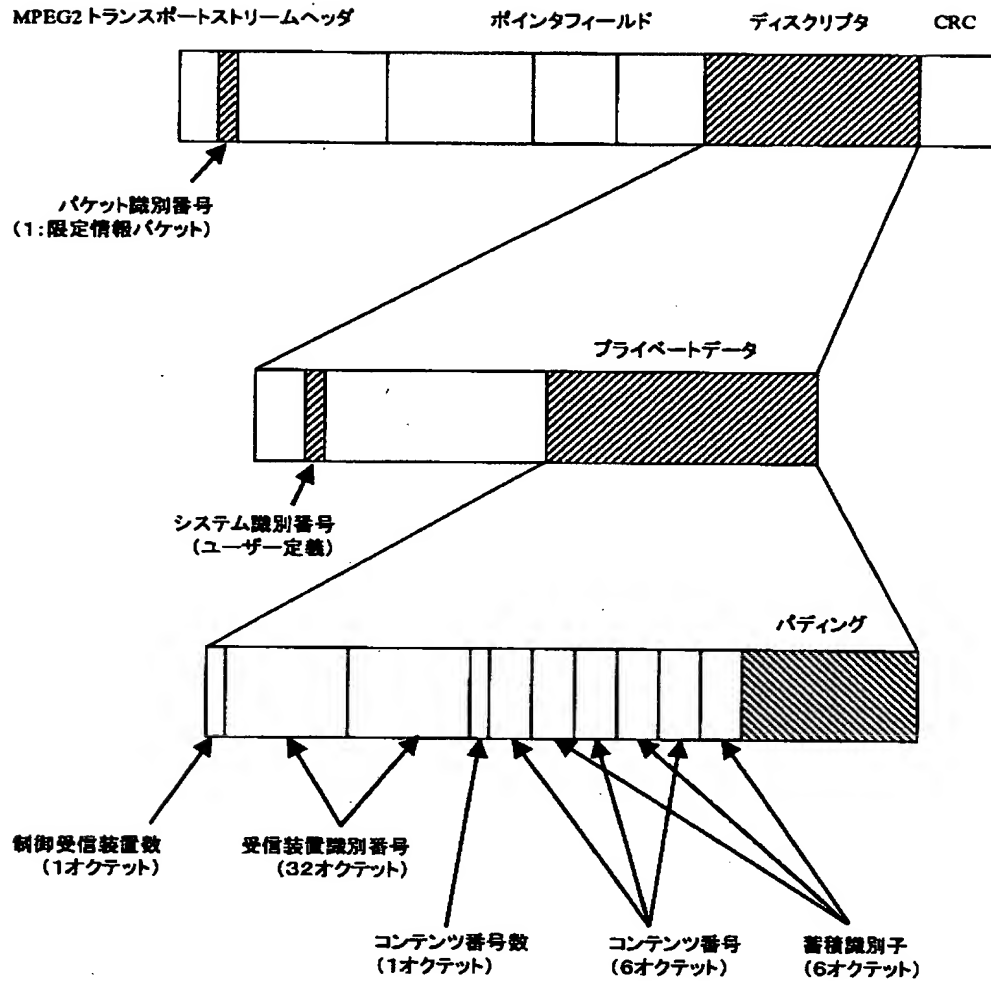 MPEG2トランスポートストリームヘッダ ポインタフィールド ディスクリプタ CRC
パケット識別番号
(1:限定情報パケット)
プライベートデータ
システム識別番号
(ユーザー定義)
パディング
制御受信装置数
(1オクテット)
受信装置識別番号
(32オクテット)
コンテンツ番号数
(1オクテット)
コンテンツ番号
(6オクテット)
蓄積識別子
(6オクテット)